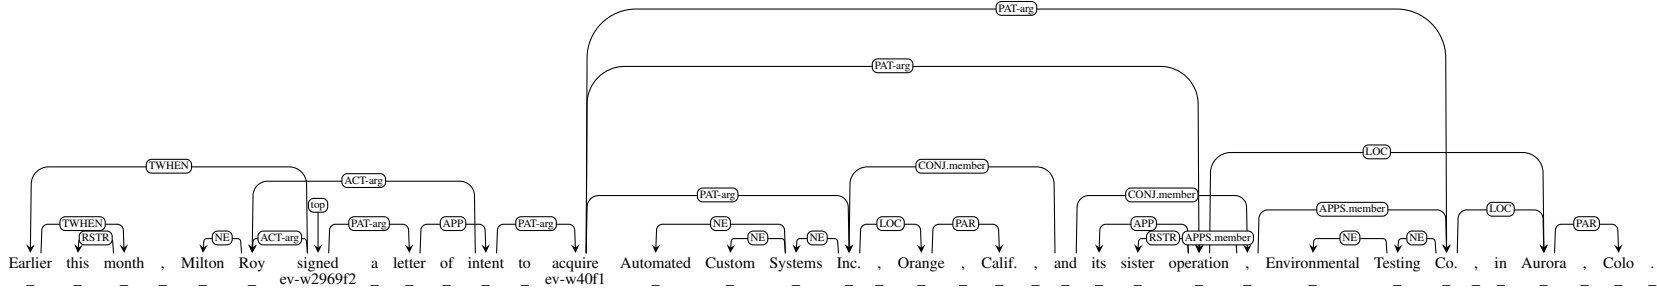 PAT-arg
PAT-arg
LOC
TWHEN CONJ.member
ACT-arg
PAT-arg CONJ.member
top
APPS.member LOC
TWHEN PAT-arg APP PAT-arg NE LOC PAR APP PAR
RSTR NE ACT-arg NE NE RSTR APPS.member NE NE
Earlier this month , Milton Roy signed a letter of intent to acquire Automated Custom Systems Inc. , Orange , Calif. , and its sister operation , Environmental Testing Co. , in Aurora , Colo .
_ _ _ _ _ _ ev-w2969f2 _ _ _ _ _ ev-w40f1 _ _ _ _ _ _ _ _ _ _ _ _ _ _ _ _ _ _ _ _ _ _ _